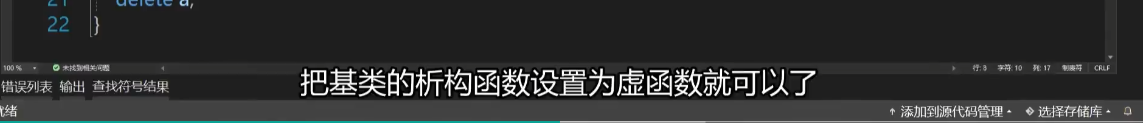 21 delete a;
22 }
100 % 未找到相关问题 行: 3 字符: 10 列: 17 制表符 CRLF
错误列表 输出 查找符号结果
把基类的析构函数设置为虚函数就可以了
就绪 添加到源代码管理 选择存储库